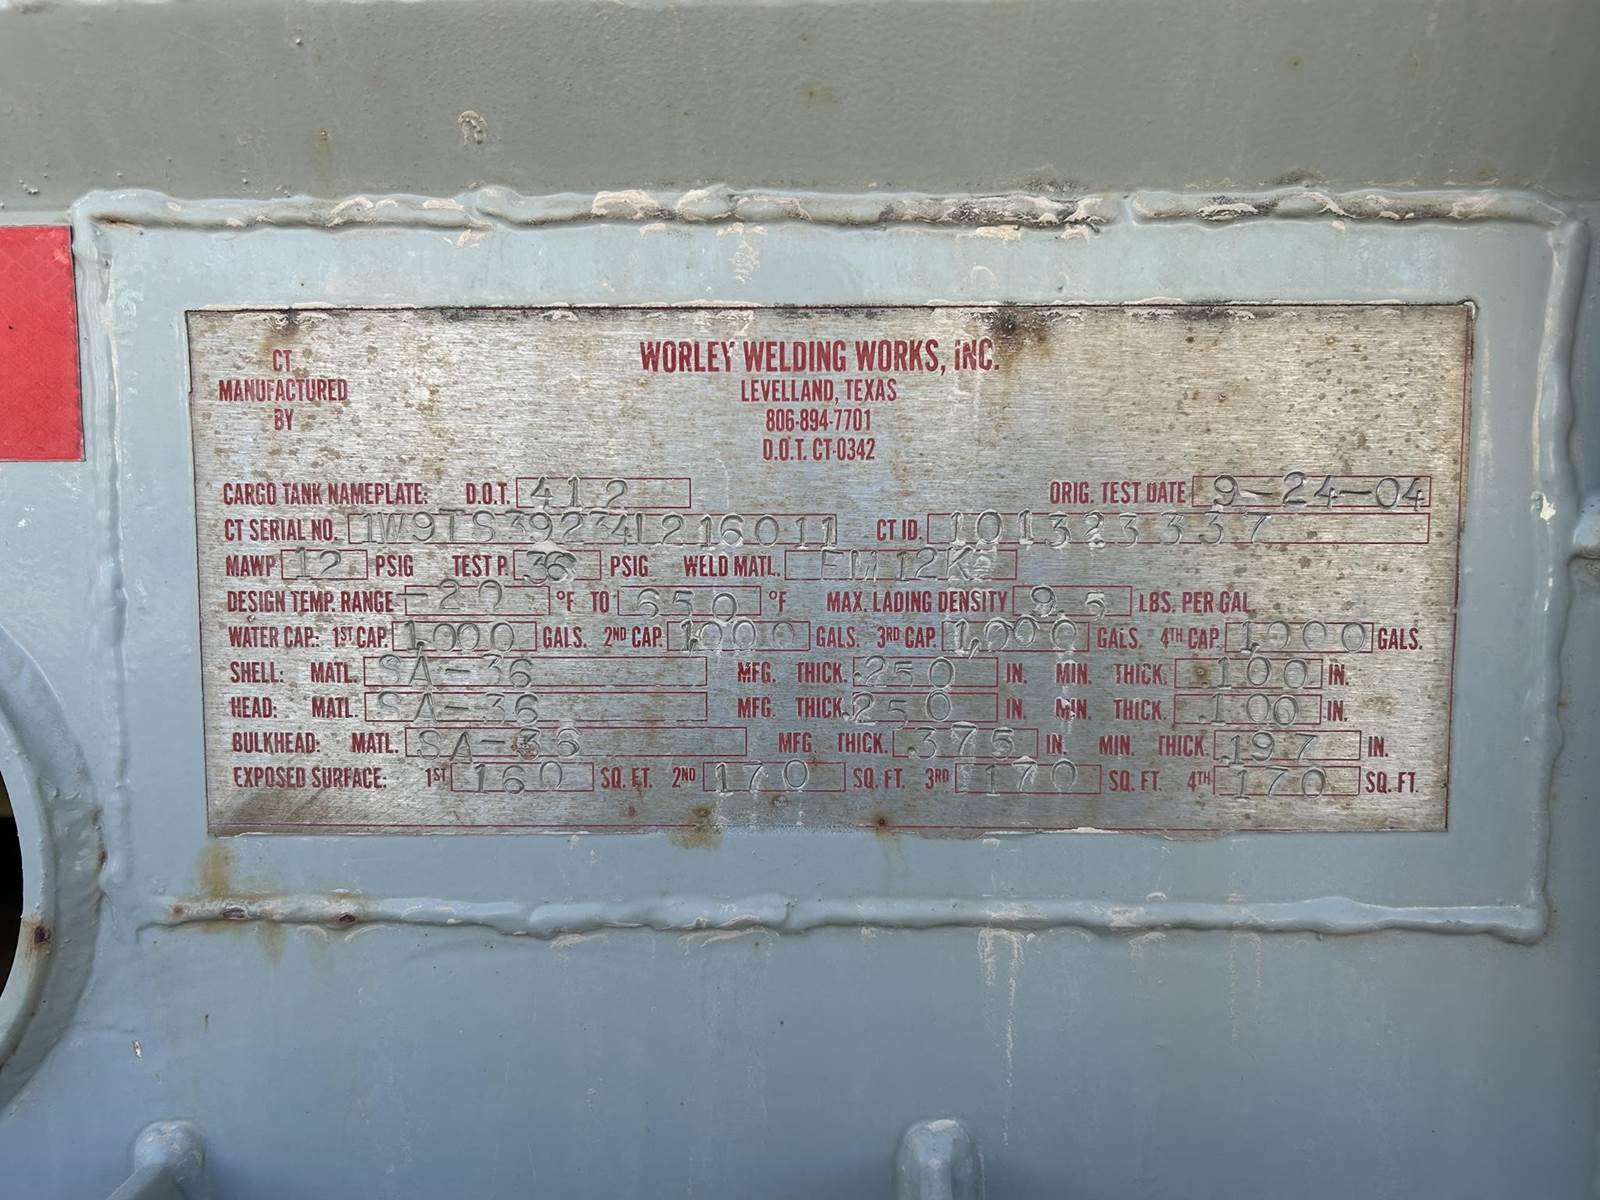 CT
MANUFACTURED
BY
WORLEY WELDING WORKS, INC.
LEVELLAND, TEXAS
806-894-7701
D.O.T. CT-0342
CARGO TANK NAMEPLATE: D.O.T. 412 ORIG. TEST DATE 9-24-04
CT SERIAL NO. 1W9TS39234L216011 CT ID. 101323337
MAWP 12 PSIG TEST P. 36 PSIG WELD MATL.
DESIGN TEMP. RANGE -20 °F TO 650 °F MAX. LADING DENSITY 9.5 LBS. PER GAL.
WATER CAP.: 1ST CAP. 1,000 GALS. 2ND CAP. 1000 GALS. 3RD CAP. 1,000 GALS. 4TH CAP. 1,000 GALS.
SHELL: MATL. SA-36 MFG. THICK. .250 IN. MIN. THICK. .100 IN.
HEAD: MATL. SA-36 MFG. THICK. .250 IN. MIN. THICK. .100 IN.
BULKHEAD: MATL. SA-36 MFG. THICK. .375 IN. MIN. THICK. .197 IN.
EXPOSED SURFACE: 1ST 160 SQ. FT. 2ND 170 SQ. FT. 3RD 170 SQ. FT. 4TH 170 SQ. FT.